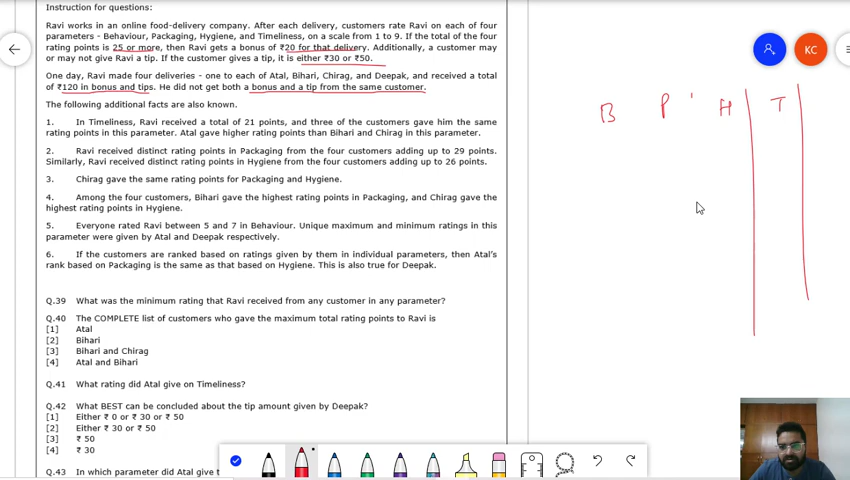 Instruction for questions:
Ravi works in an online food-delivery company. After each delivery, customers rate Ravi on each of four
parameters - Behaviour, Packaging, Hygiene, and Timeliness, on a scale from 1 to 9. If the total of the four
rating points is 25 or more, then Ravi gets a bonus of ₹20 for that delivery. Additionally, a customer may
or may not give Ravi a tip. If the customer gives a tip, it is either ₹30 or ₹50.
One day, Ravi made four deliveries - one to each of Atal, Bihari, Chirag, and Deepak, and received a total
of ₹120 in bonus and tips. He did not get both a bonus and a tip from the same customer.
The following additional facts are also known.
1. In Timeliness, Ravi received a total of 21 points, and three of the customers gave him the same
rating points in this parameter. Atal gave higher rating points than Bihari and Chirag in this parameter.
2. Ravi received distinct rating points in Packaging from the four customers adding up to 29 points.
Similarly, Ravi received distinct rating points in Hygiene from the four customers adding up to 26 points.
3. Chirag gave the same rating points for Packaging and Hygiene.
4. Among the four customers, Bihari gave the highest rating points in Packaging, and Chirag gave the
highest rating points in Hygiene.
5. Everyone rated Ravi between 5 and 7 in Behaviour. Unique maximum and minimum ratings in this
parameter were given by Atal and Deepak respectively.
6. If the customers are ranked based on ratings given by them in individual parameters, then Atal's
rank based on Packaging is the same as that based on Hygiene. This is also true for Deepak.
Q.39 What was the minimum rating that Ravi received from any customer in any parameter?
Q.40 The COMPLETE list of customers who gave the maximum total rating points to Ravi is
[1] Atal
[2] Bihari
[3] Bihari and Chirag
[4] Atal and Bihari
Q.41 What rating did Atal give on Timeliness?
Q.42 What BEST can be concluded about the tip amount given by Deepak?
[1] Either ₹ 0 or ₹ 30 or ₹ 50
[2] Either ₹ 30 or ₹ 50
[3] ₹ 50
[4] ₹ 30
Q.43 In which parameter did Atal give t
B P H T
KC